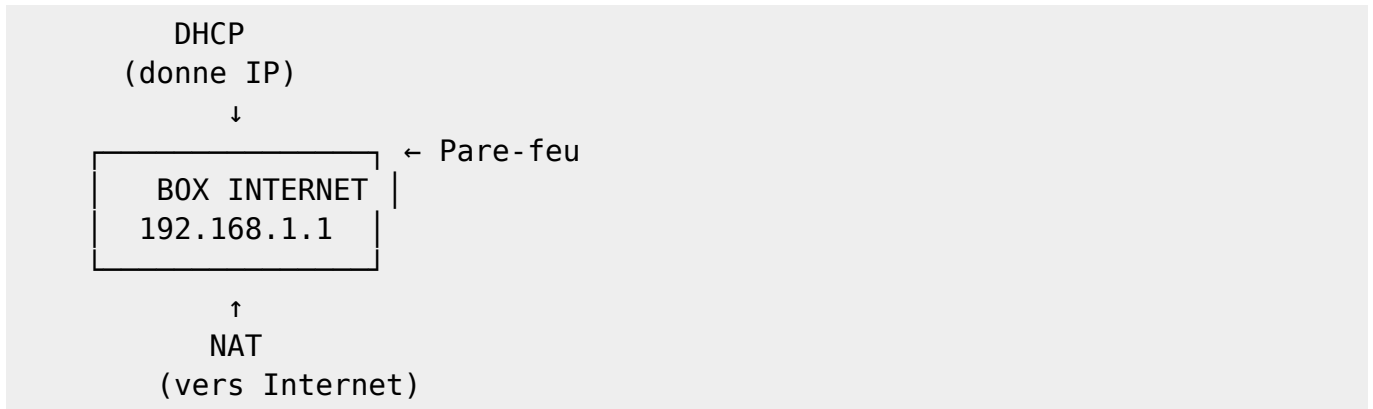 DHCP
(donne IP)
↓
← Pare-feu
BOX INTERNET
192.168.1.1
↑
NAT
(vers Internet)